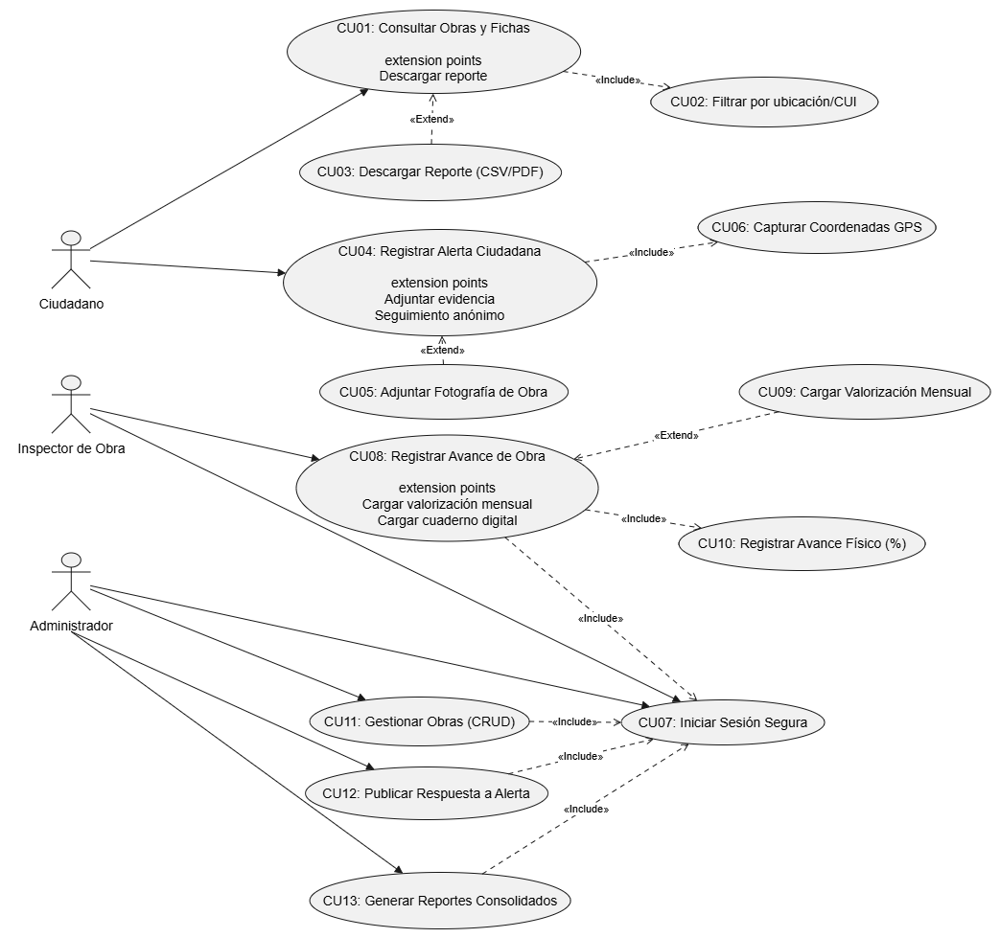 CU01: Consultar Obras y Fichas
extension points
Descargar reporte
«Include»
CU02: Filtrar por ubicación/CUI
«Extend»
CU03: Descargar Reporte (CSV/PDF)
CU06: Capturar Coordenadas GPS
CU04: Registrar Alerta Ciudadana
«Include»
extension points
Adjuntar evidencia
Seguimiento anónimo
Ciudadano
«Extend»
CU05: Adjuntar Fotografía de Obra
CU09: Cargar Valorización Mensual
Inspector de Obra
«Extend»
CU08: Registrar Avance de Obra
extension points
Cargar valorización mensual
Cargar cuaderno digital
«Include»
CU10: Registrar Avance Físico (%)
Administrador
«Include»
CU11: Gestionar Obras (CRUD)
«Include»
CU07: Iniciar Sesión Segura
«Include»
CU12: Publicar Respuesta a Alerta
«Include»
CU13: Generar Reportes Consolidados